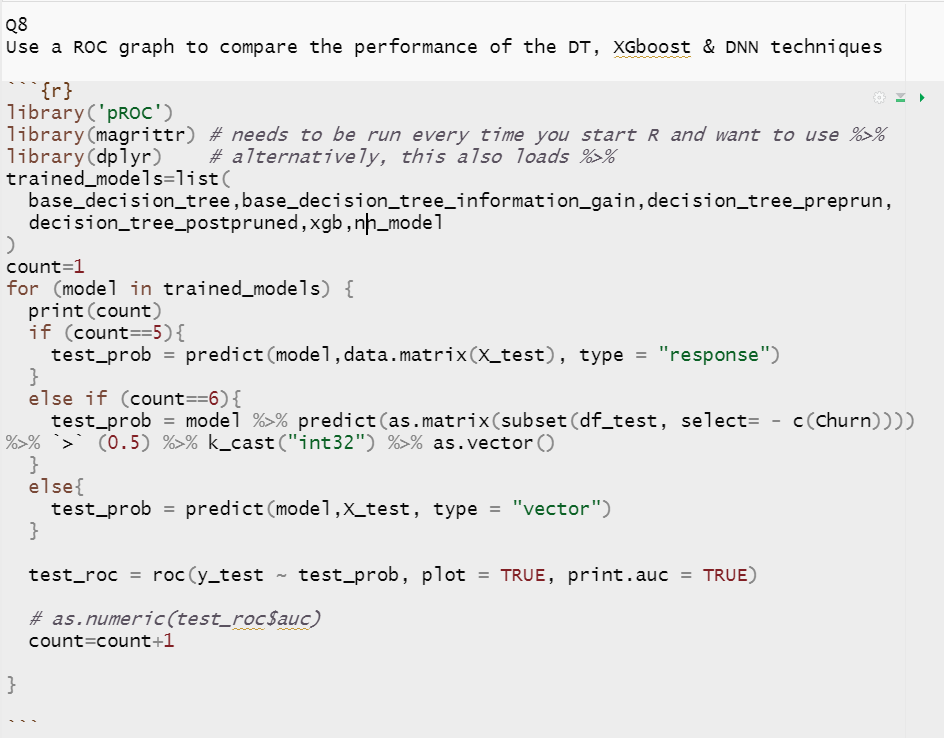 Q8
Use a ROC graph to compare the performance of the DT, XGboost & DNN techniques
```{r}
library('pROC')
library(magrittr) # needs to be run every time you start R and want to use %>%
library(dplyr)    # alternatively, this also loads %>%
trained_models=list(
  base_decision_tree,base_decision_tree_information_gain,decision_tree_preprun,
  decision_tree_postpruned,xgb,nn_model
)
count=1
for (model in trained_models) {
  print(count)
  if (count==5){
    test_prob = predict(model,data.matrix(X_test), type = "response")
  }
  else if (count==6){
    test_prob = model %>% predict(as.matrix(subset(df_test, select= - c(Churn))))
%>% `>` (0.5) %>% k_cast("int32") %>% as.vector()
  }
  else{
    test_prob = predict(model,X_test, type = "vector")
  }
  test_roc = roc(y_test ~ test_prob, plot = TRUE, print.auc = TRUE)
  # as.numeric(test_roc$auc)
  count=count+1
}
```